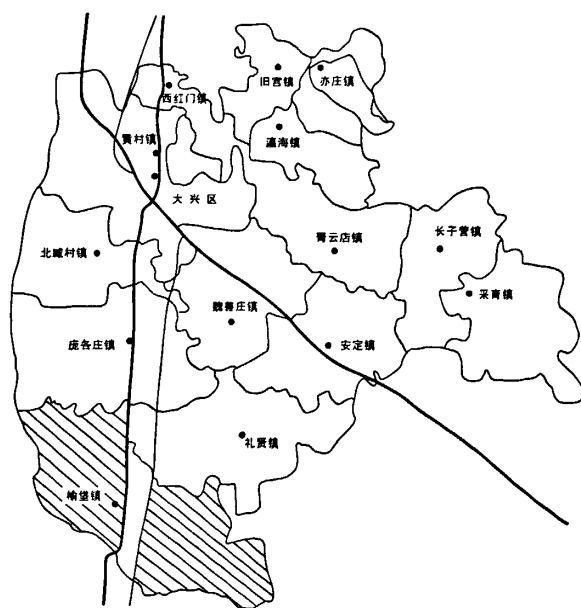 旧宫镇
亦庄镇
西红门镇
瀛海镇
黄村镇
大兴区
青云店镇
长子营镇
北臧村镇
采育镇
魏善庄镇
庞各庄镇
安定镇
礼贤镇
榆垡镇